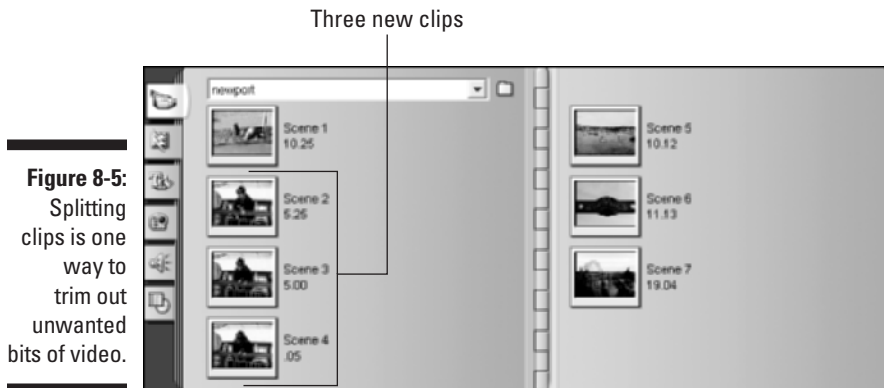 Three new clips
newport
Scene 1
10.25
Scene 2
5.25
Scene 3
5.00
Scene 4
.05
Scene 5
10.12
Scene 6
11.13
Scene 7
19.04
Figure 8-5:
Splitting
clips is one
way to
trim out
unwanted
bits of video.